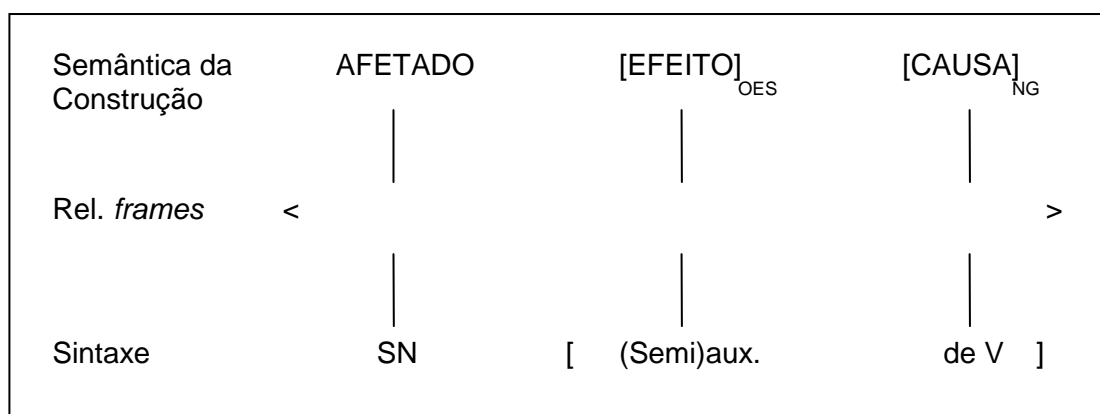 Semântica da AFETADO [EFEITO]OES [CAUSA]NG
Construção
Rel. frames < >
Sintaxe SN [ (Semi)aux. de V ]